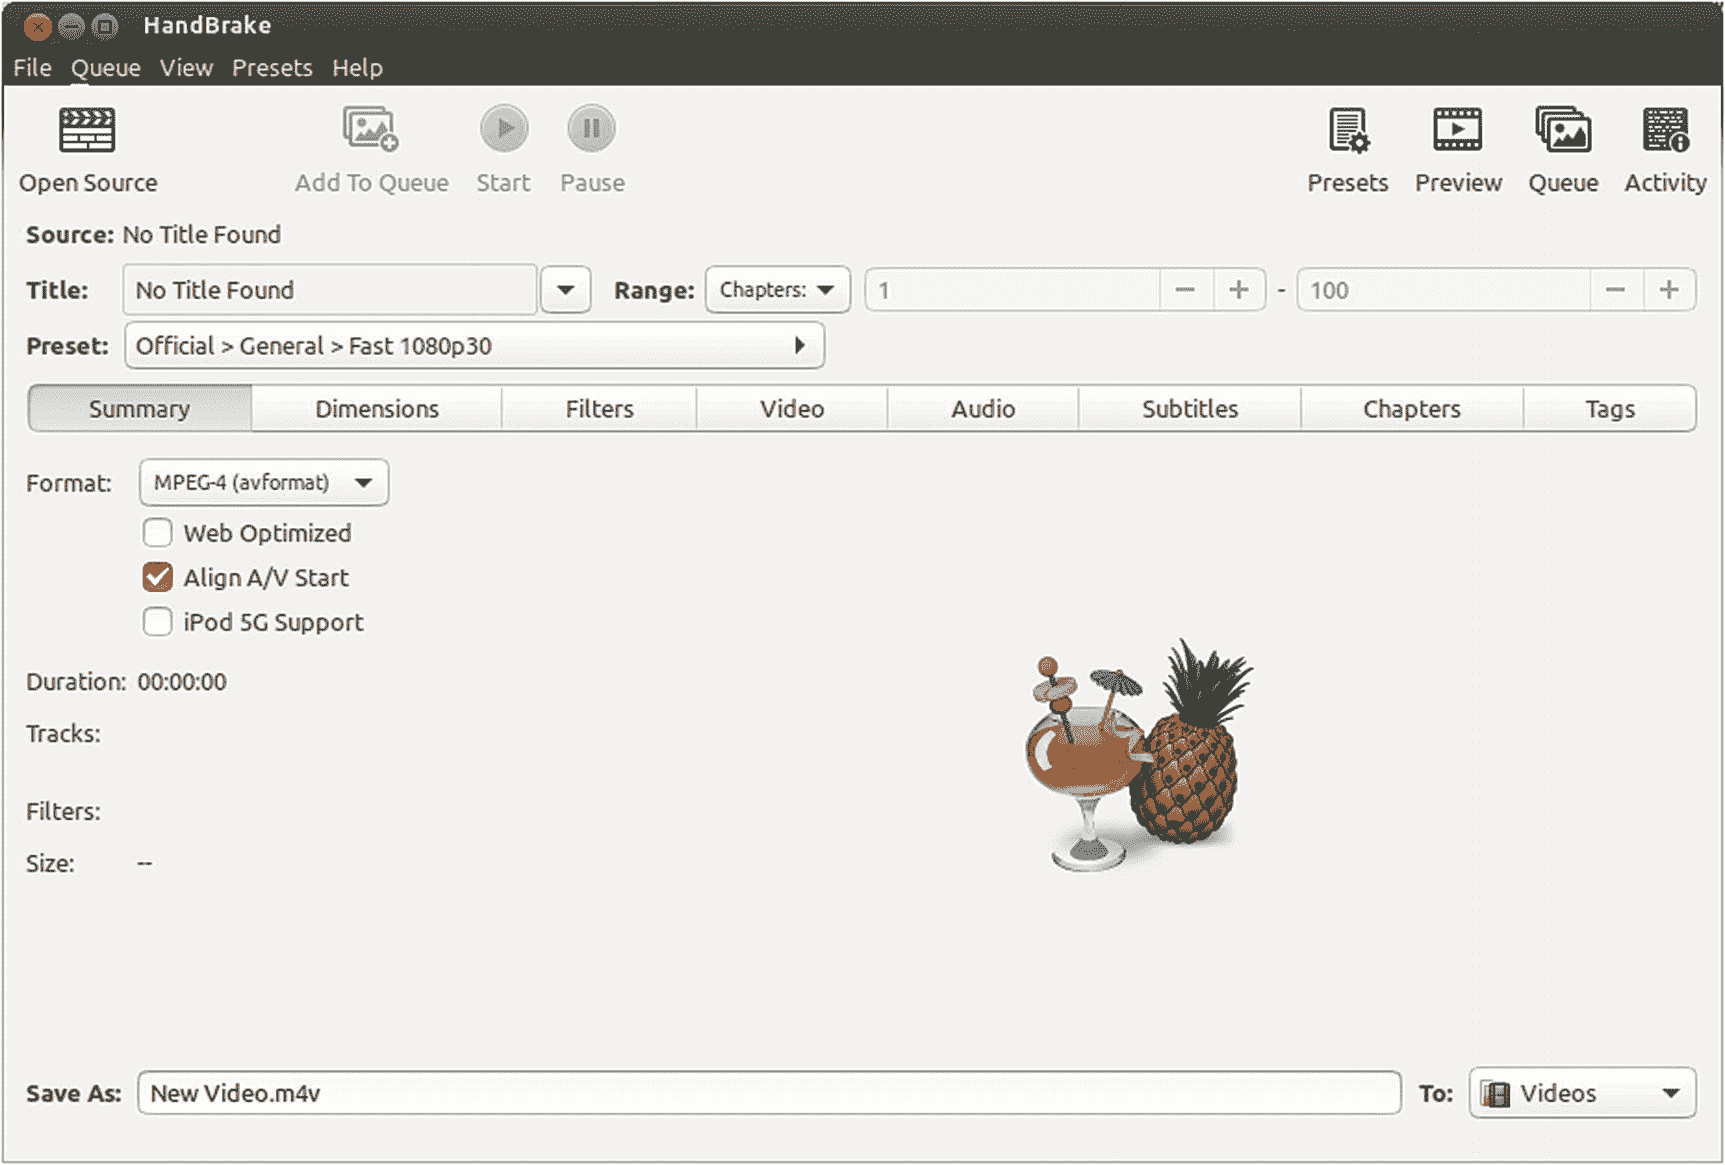 HandBrake
File Queue View Presets Help
Open Source Add To Queue Start Pause Presets Preview Queue Activity
Source: No Title Found
Title: No Title Found Range: Chapters: 1 - 100
Preset: Official > General > Fast 1080p30
Summary Dimensions Filters Video Audio Subtitles Chapters Tags
Format: MPEG-4 (avformat)
Web Optimized
Align A/V Start
iPod 5G Support
Duration: 00:00:00
Tracks:
Filters:
Size: --
Save As: New Video.m4v To: Videos